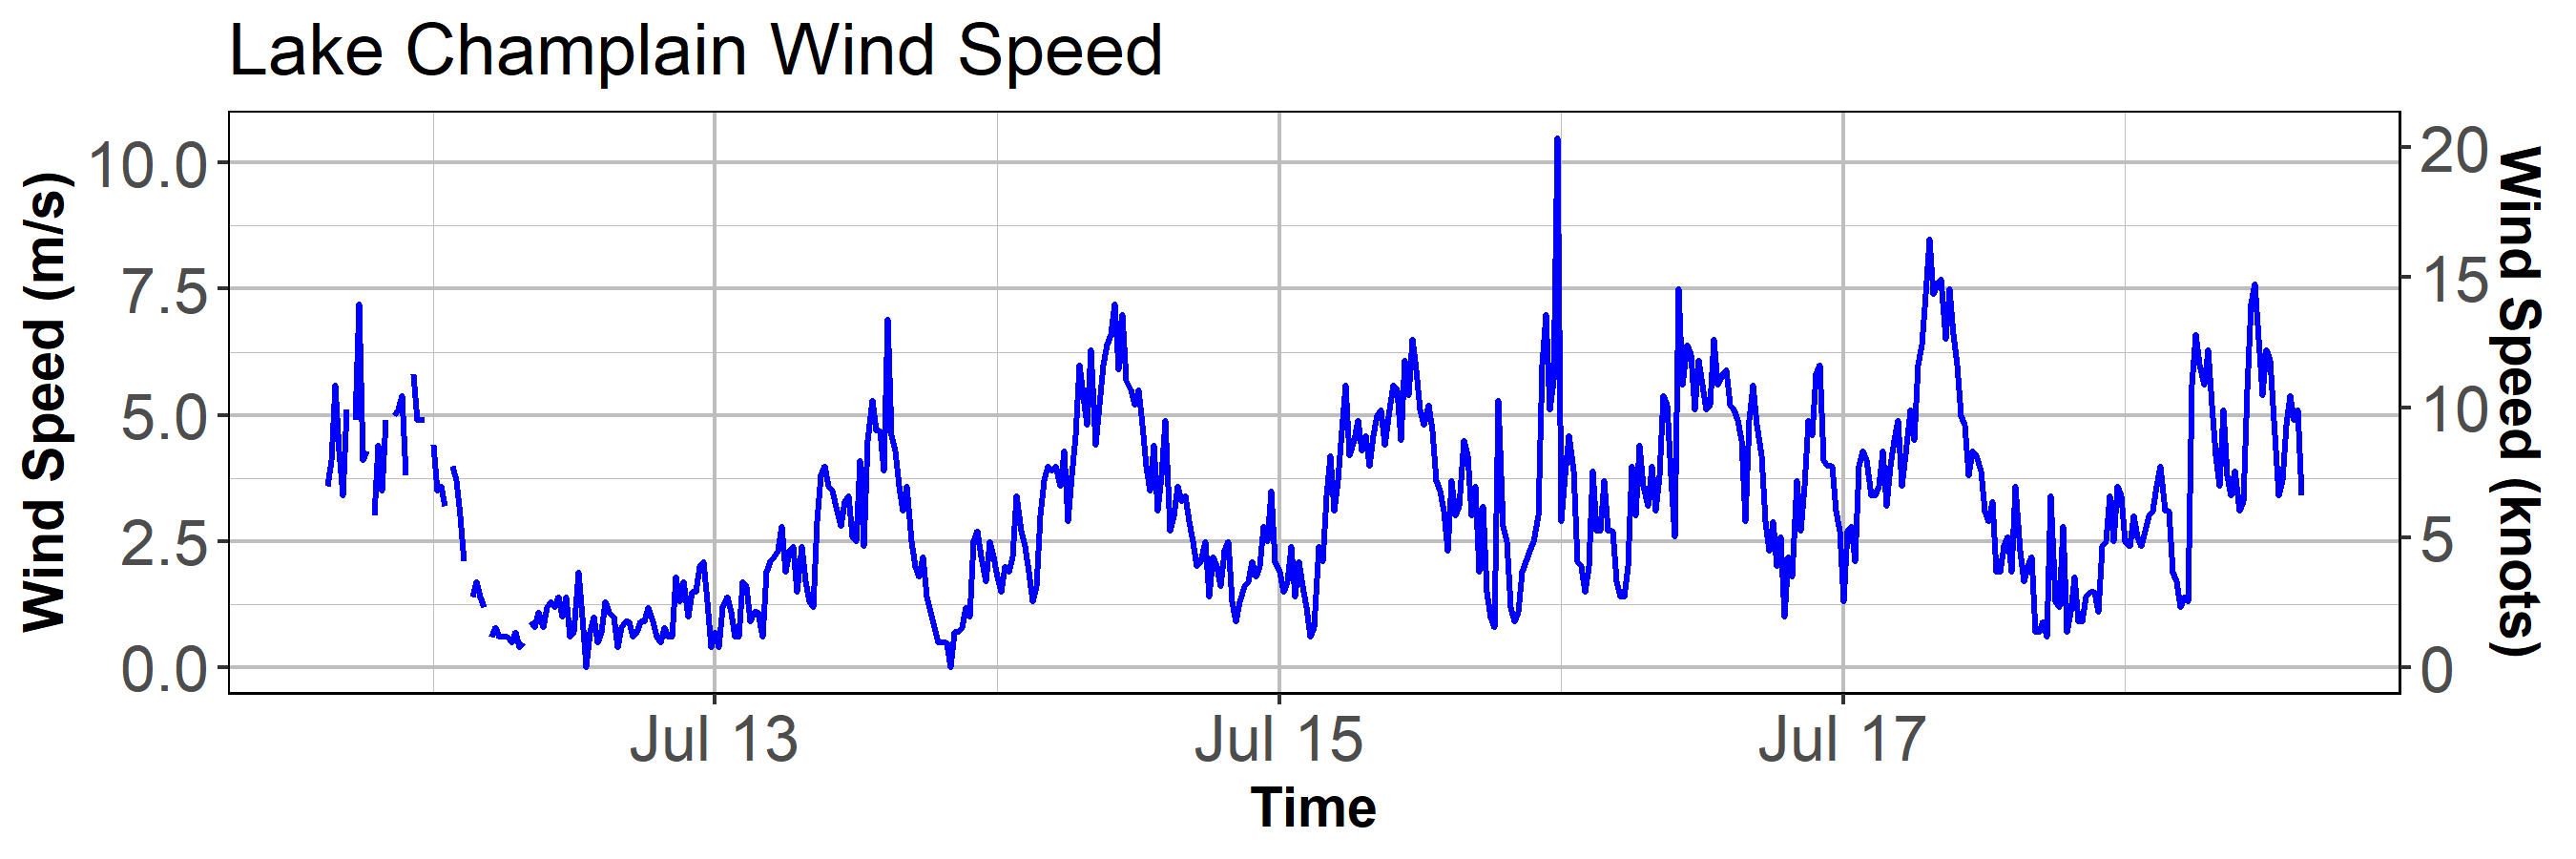 Lake Champlain Wind Speed
Wind Speed (m/s)
10.0
7.5
5.0
2.5
0.0
20
15
10
5
0
Wind Speed (knots)
Jul 13
Jul 15
Jul 17
Time